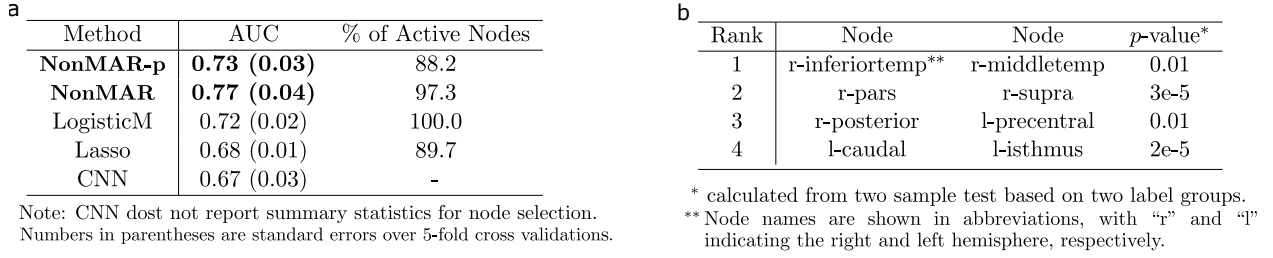 a
Method AUC % of Active Nodes
NonMAR-p 0.73 (0.03) 88.2
NonMAR 0.77 (0.04) 97.3
LogisticM 0.72 (0.02) 100.0
Lasso 0.68 (0.01) 89.7
CNN 0.67 (0.03) -
Note: CNN dost not report summary statistics for node selection.
Numbers in parentheses are standard errors over 5-fold cross validations.
b
Rank Node Node p-value*
1 r-inferiortemp** r-middletemp 0.01
2 r-pars r-supra 3e-5
3 r-posterior l-precentral 0.01
4 l-caudal l-isthmus 2e-5
* calculated from two sample test based on two label groups.
** Node names are shown in abbreviations, with “r” and “l”
indicating the right and left hemisphere, respectively.